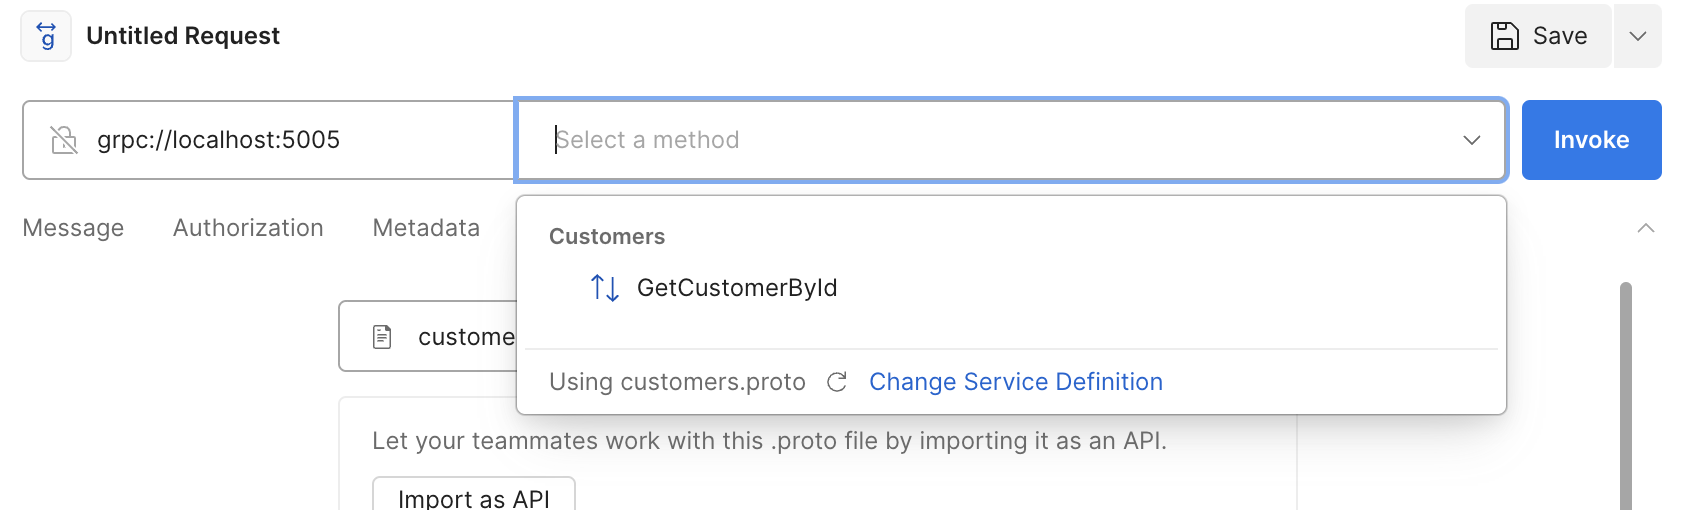 g
Untitled Request
Save
grpc://localhost:5005
Select a method
Invoke
Message
Authorization
Metadata
Customers
GetCustomerById
custome
Using customers.proto
Change Service Definition
Let your teammates work with this .proto file by importing it as an API.
Import as API